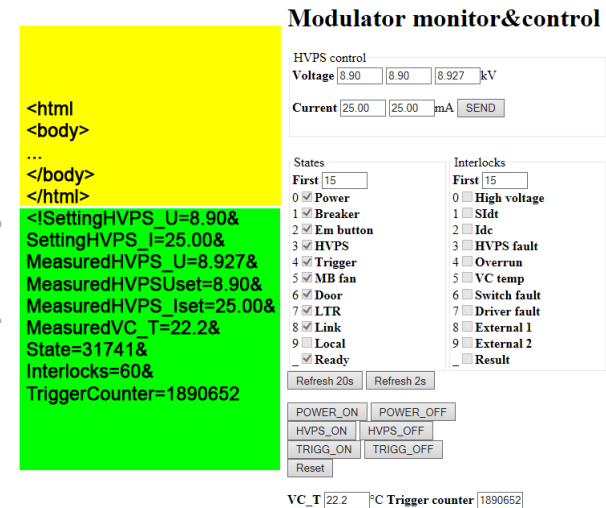 <html
<body>
...
</body>
</html>
<!SettingHVPS_U=8.90&
SettingHVPS_I=25.00&
MeasuredHVPS_U=8.927&
MeasuredHVPSUset=8.90&
MeasuredHVPS_Iset=25.00&
MeasuredVC_T=22.2&
State=31741&
Interlocks=60&
TriggerCounter=1890652
Modulator monitor&control
HVPS control
Voltage 8.90 8.90 8.927 kV
Current 25.00 25.00 mA SEND
States
First 15
0 Power
1 Breaker
2 Em button
3 HVPS
4 Trigger
5 MB fan
6 Door
7 LTR
8 Link
9 Local
_ Ready
Interlocks
First 15
0 High voltage
1 SIdt
2 Idc
3 HVPS fault
4 Overrun
5 VC temp
6 Switch fault
7 Driver fault
8 External 1
9 External 2
_ Result
Refresh 20s Refresh 2s
POWER_ON POWER_OFF
HVPS_ON HVPS_OFF
TRIGG_ON TRIGG_OFF
Reset
VC_T 22.2 °C Trigger counter 1890652